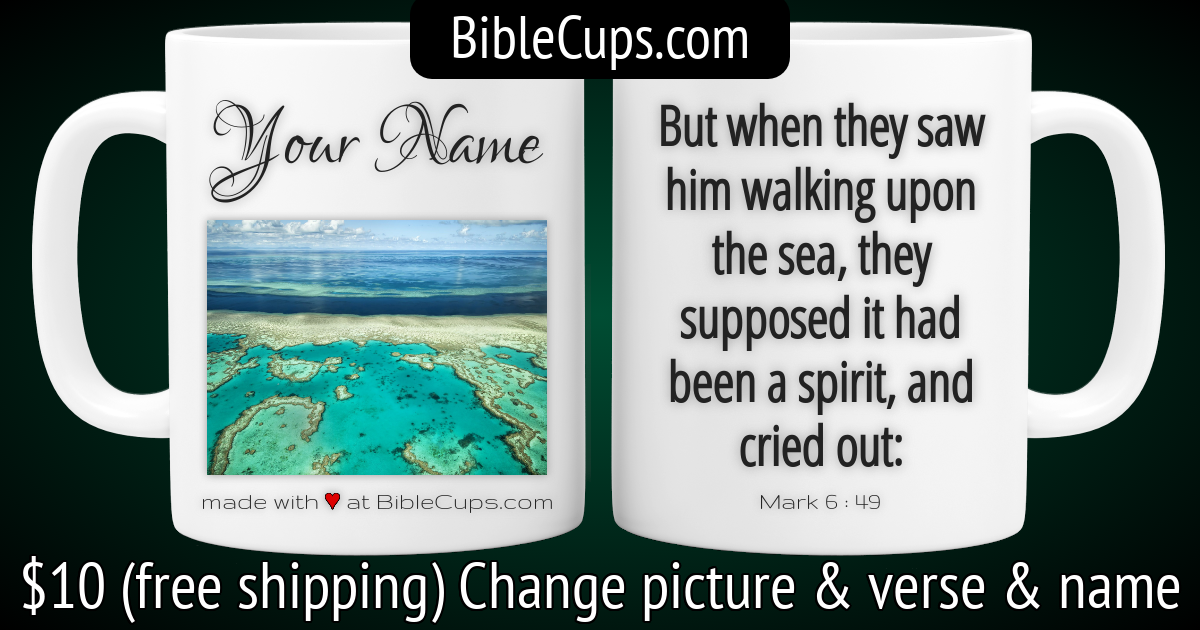 BibleCups.com
Your Name
made with ♥ at BibleCups.com
But when they saw
him walking upon
the sea, they
supposed it had
been a spirit, and
cried out:
Mark 6 : 49
$10 (free shipping) Change picture & verse & name